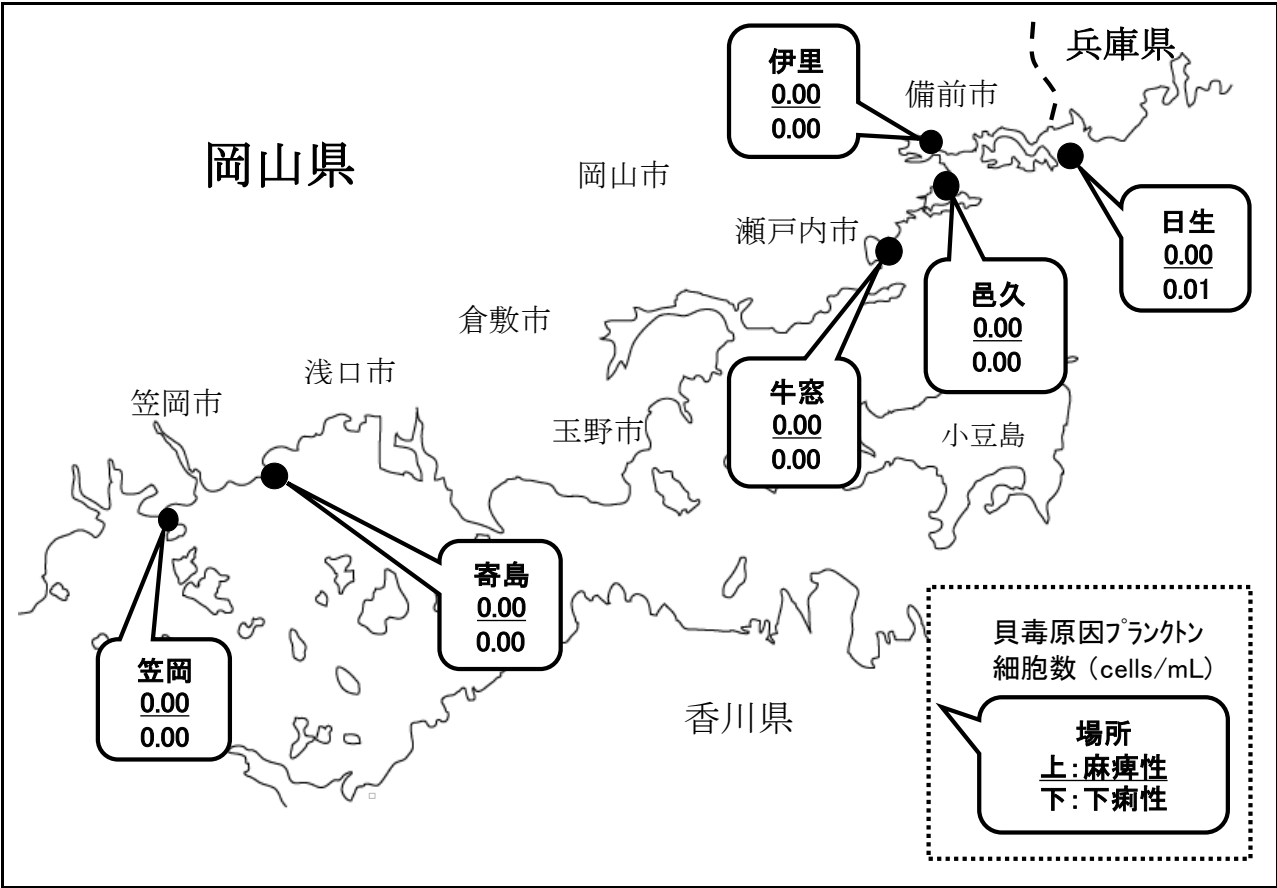 兵庫県
伊里
0.00
0.00
備前市
岡山県
岡山市
日生
0.00
0.01
瀬戸内市
邑久
0.00
0.00
倉敷市
牛窓
0.00
0.00
浅口市
笠岡市
玉野市
小豆島
寄島
0.00
0.00
笠岡
0.00
0.00
香川県
貝毒原因プランクトン
細胞数（cells/mL）
場所
上：麻痺性
下：下痢性